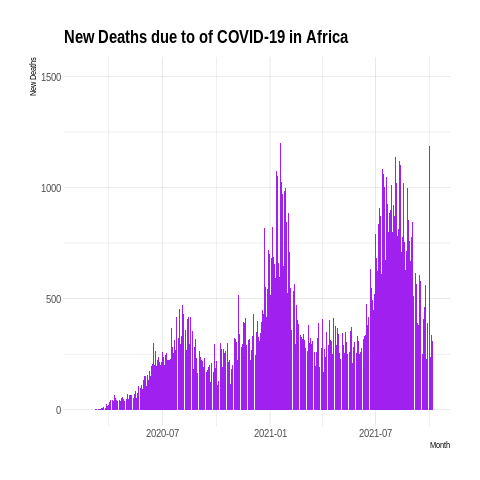 New Deaths due to of COVID-19 in Africa
New Deaths
1500
1000
500
0
2020-07
2021-01
2021-07
Month